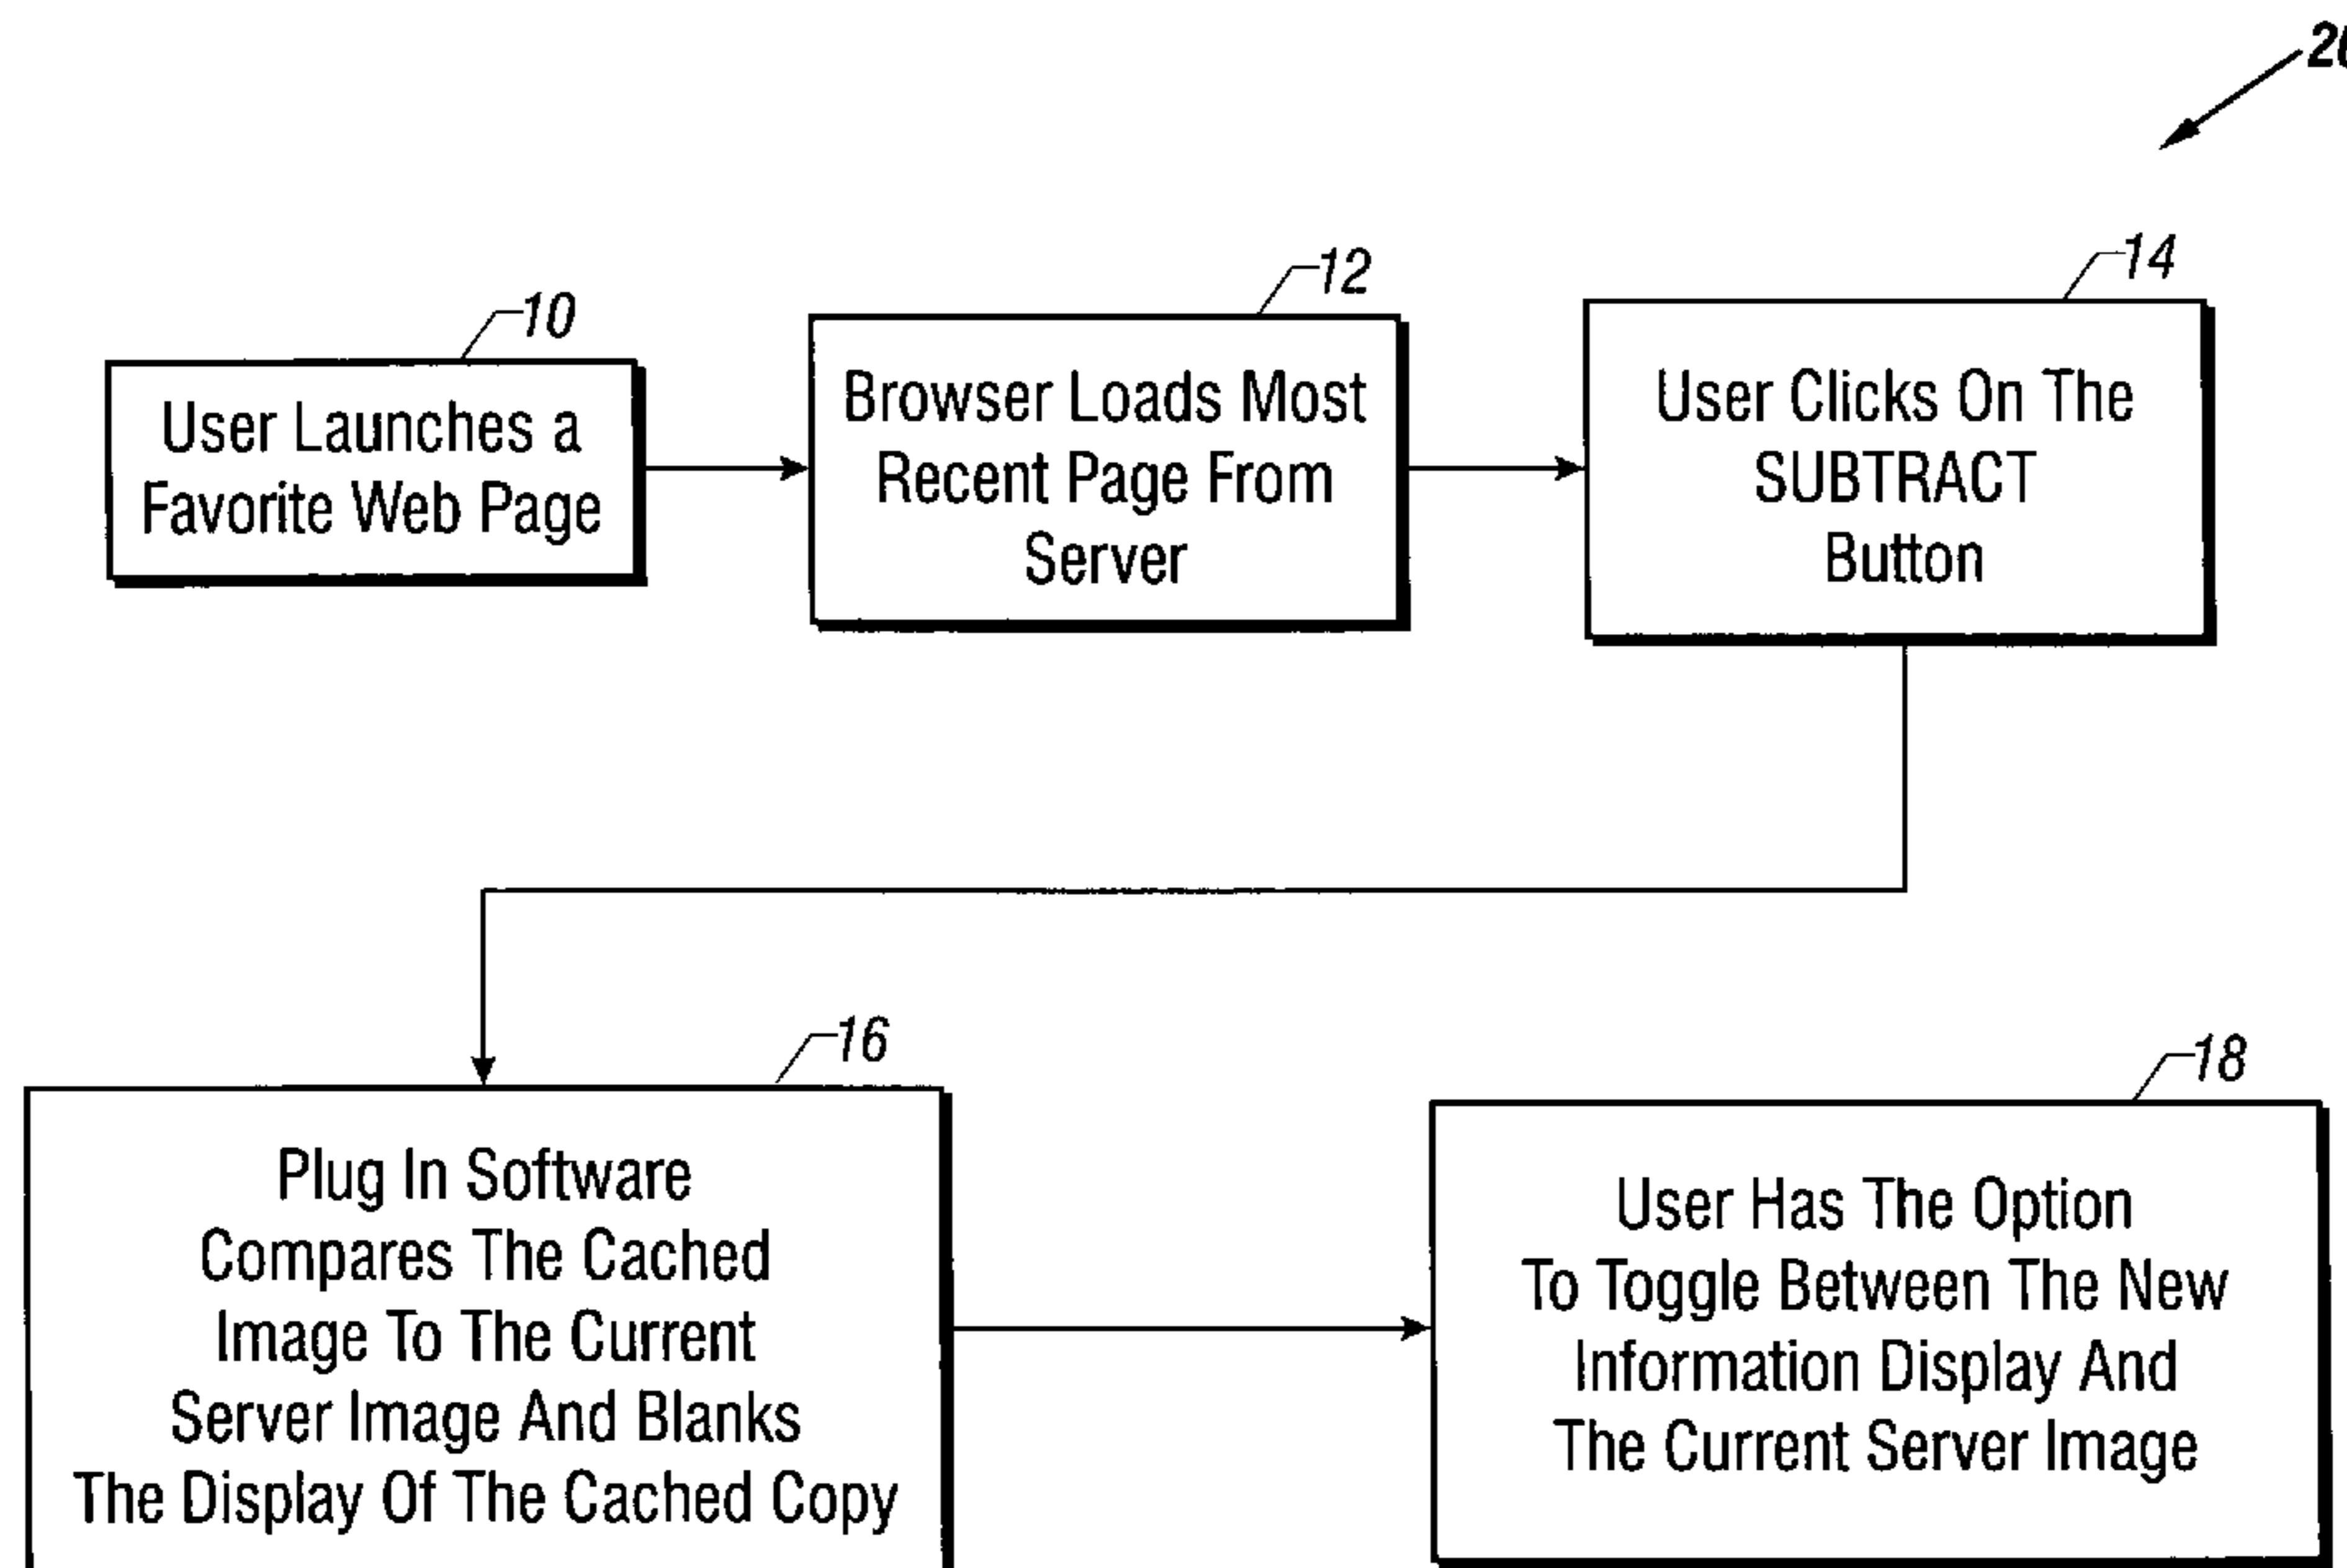 10
User Launches a
Favorite Web Page
12
Browser Loads Most
Recent Page From
Server
14
User Clicks On The
SUBTRACT
Button
16
Plug In Software
Compares The Cached
Image To The Current
Server Image And Blanks
The Display Of The Cached Copy
18
User Has The Option
To Toggle Between The New
Information Display And
The Current Server Image